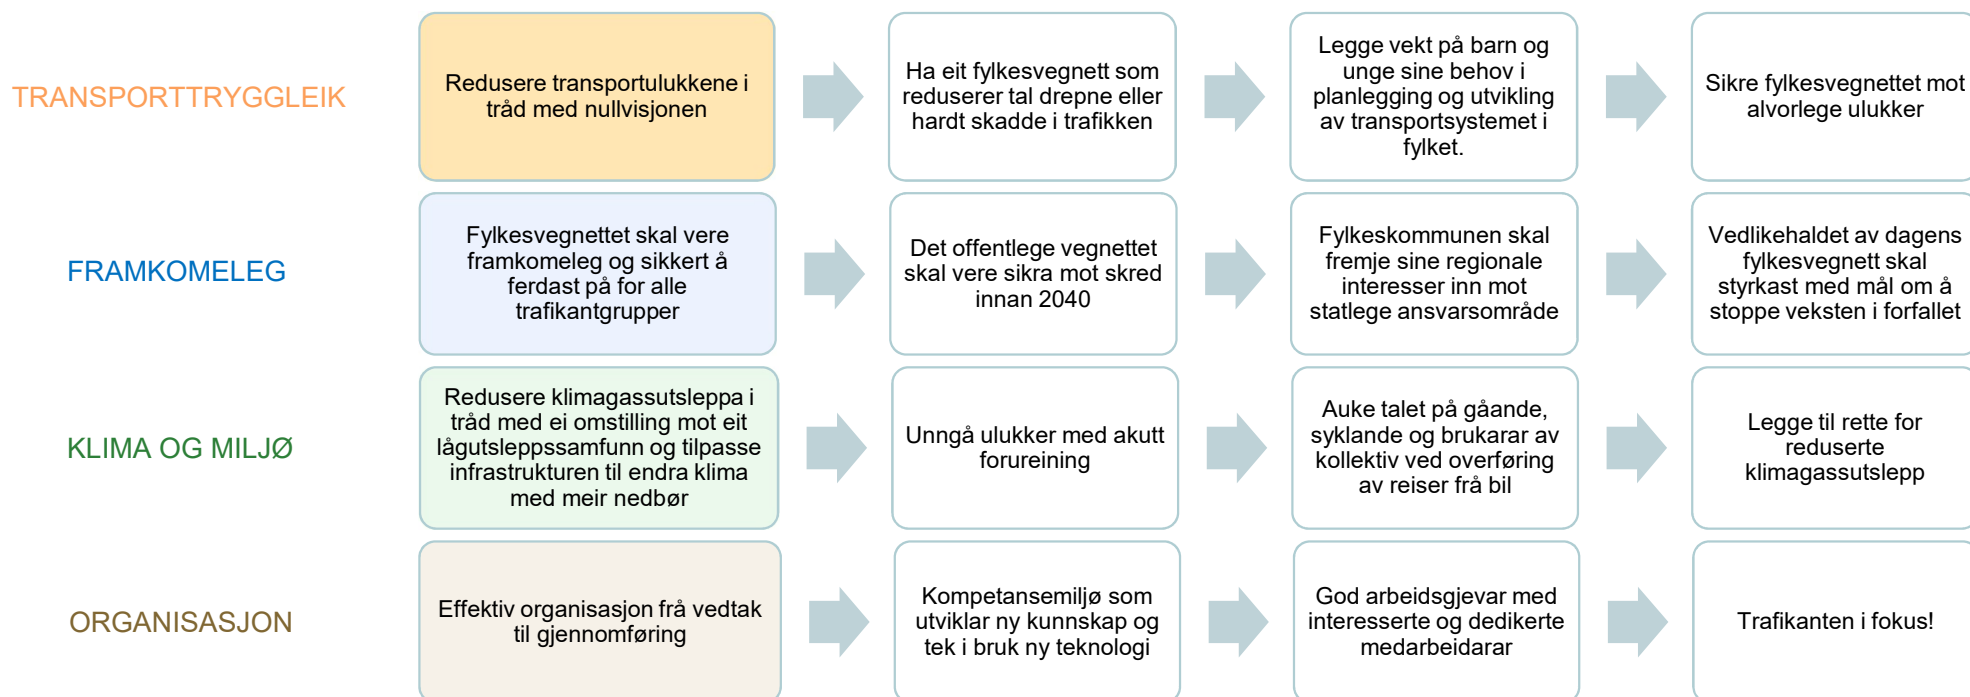 TRANSPORTTRYGGLEIK
Redusere transportulukkene i
tråd med nullvisjonen
Ha eit fylkesvegnett som
reduserer tal drepne eller
hardt skadde i trafikken
Legge vekt på barn og
unge sine behov i
planlegging og utvikling
av transportsystemet i
fylket.
Sikre fylkesvegnettet mot
alvorlege ulukker
FRAMKOMELEG
Fylkesvegnettet skal vere
framkomeleg og sikkert å
ferdast på for alle
trafikantgrupper
Det offentlege vegnettet
skal vere sikra mot skred
innan 2040
Fylkeskommunen skal
fremje sine regionale
interesser inn mot
statlege ansvarsområde
Vedlikehaldet av dagens
fylkesvegnett skal
styrkast med mål om å
stoppe veksten i forfallet
KLIMA OG MILJØ
Redusere klimagassutsleppa i
tråd med ei omstilling mot eit
lågutsleppssamfunn og tilpasse
infrastrukturen til endra klima
med meir nedbør
Unngå ulukker med akutt
forureining
Auke talet på gåande,
syklande og brukarar av
kollektiv ved overføring
av reiser frå bil
Legge til rette for
reduserte
klimagassutslepp
ORGANISASJON
Effektiv organisasjon frå vedtak
til gjennomføring
Kompetansemiljø som
utviklar ny kunnskap og
tek i bruk ny teknologi
God arbeidsgjevar med
interesserte og dedikerte
medarbeidarar
Trafikanten i fokus!